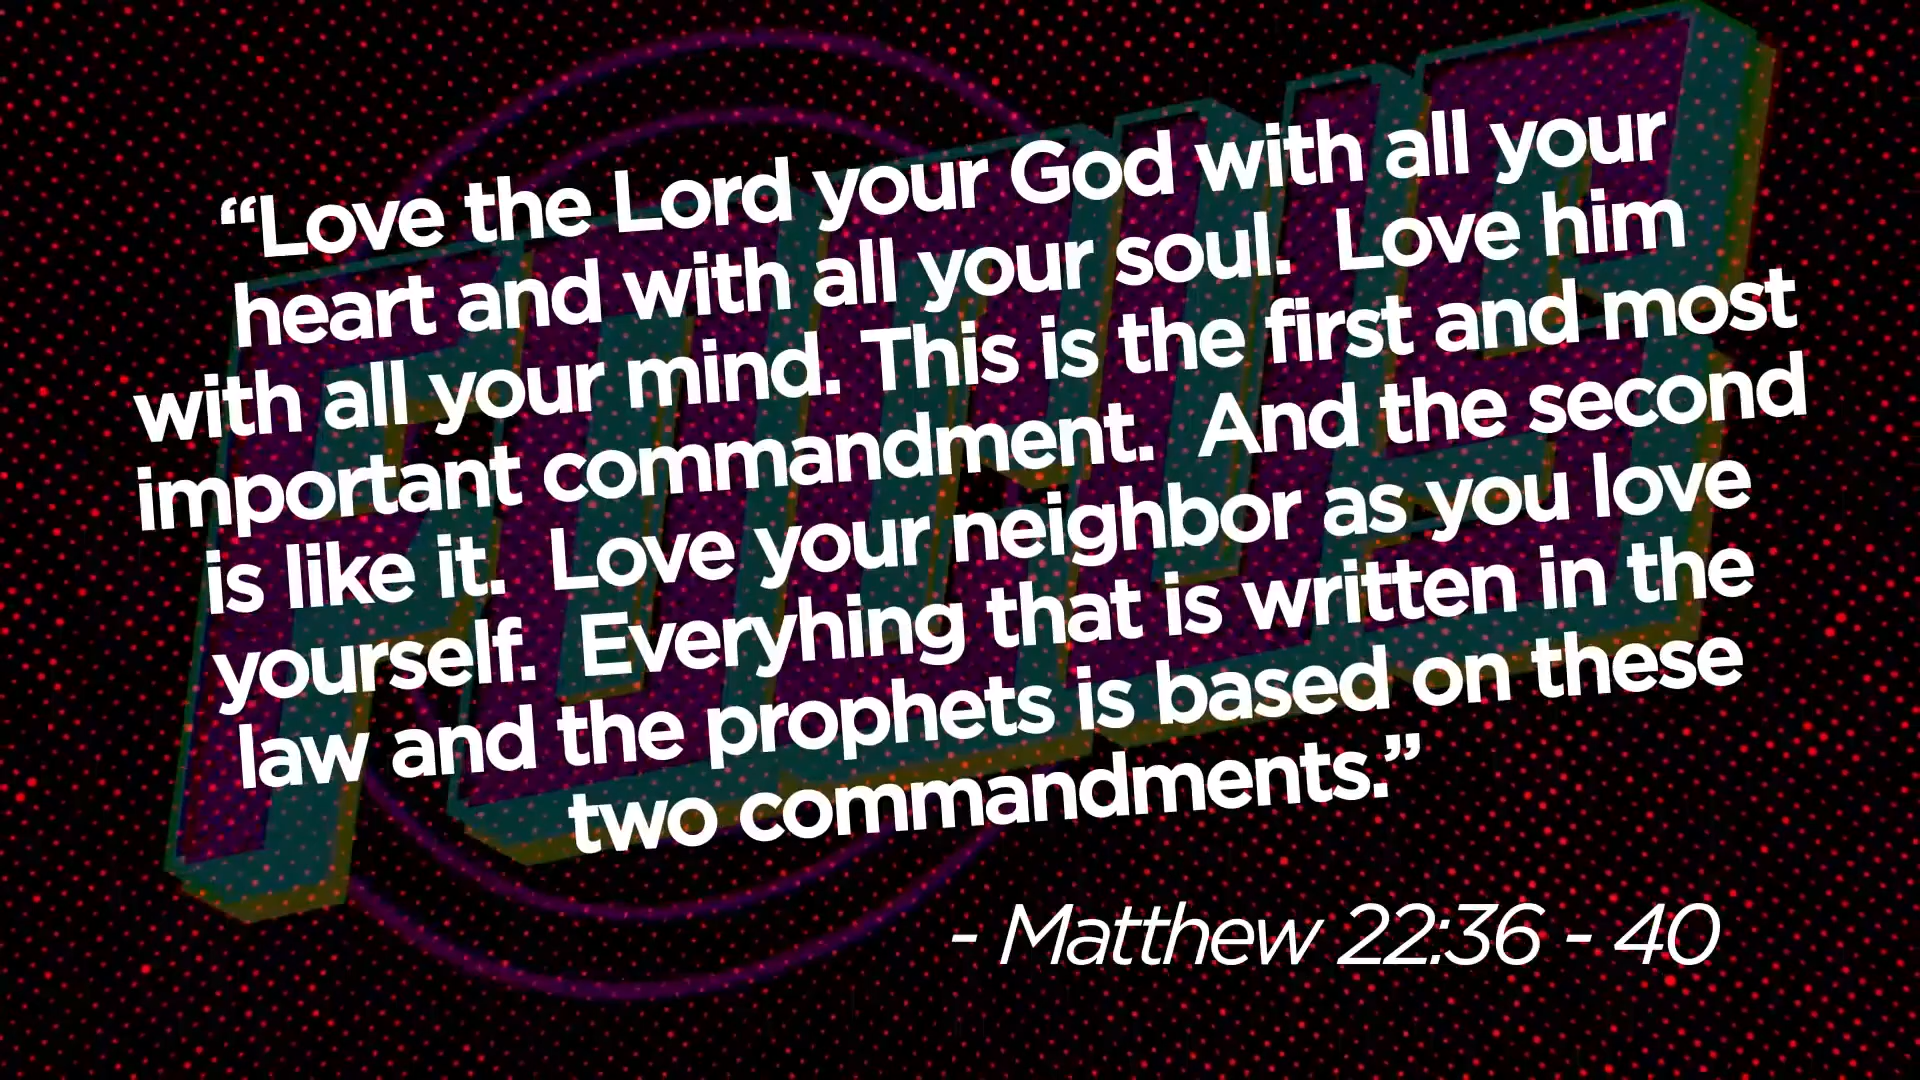 “Love the Lord your God with all your
heart and with all your soul.  Love him
with all your mind. This is the first and most
important commandment.  And the second
is like it.  Love your neighbor as you love
yourself.  Everyhing that is written in the
law and the prophets is based on these
two commandments.”
- Matthew 22:36 - 40